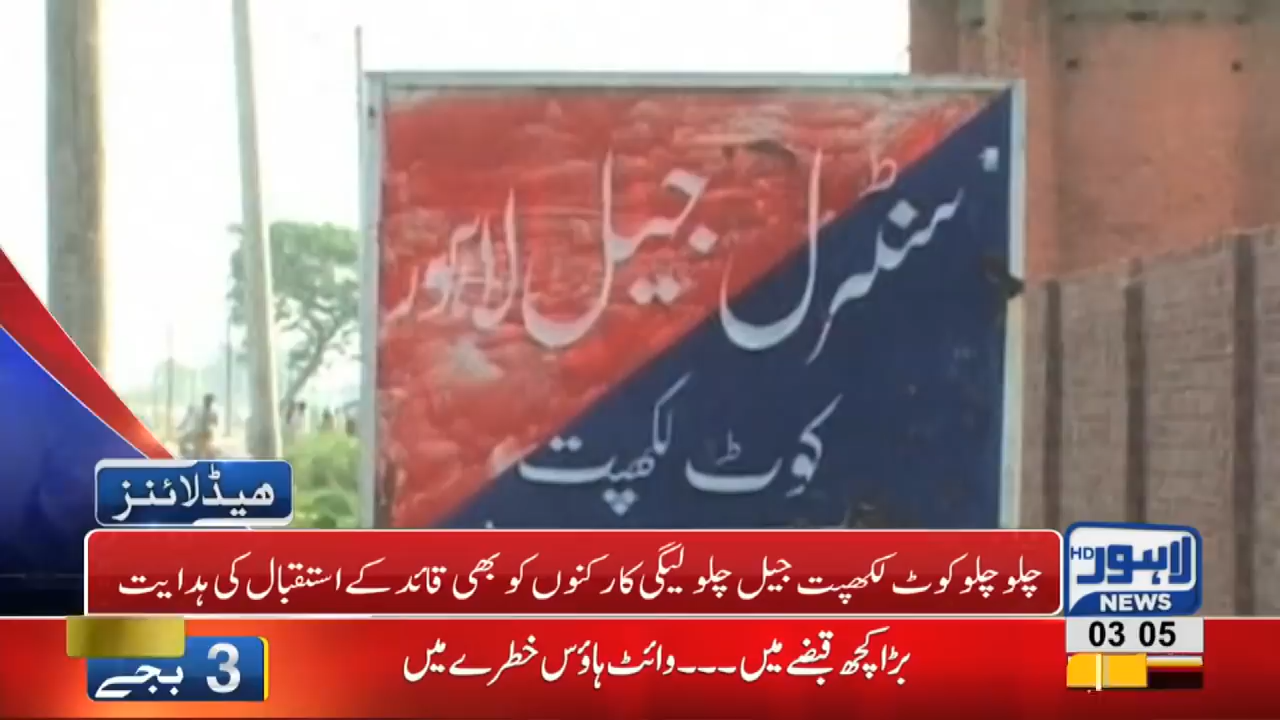 سنٹرل جیل لاہور
کوٹ لکھپت
ھیڈلائنز
چلو چلو کوٹ لکھپت جیل چلو لیگی کارکنوں کو بھی قائد کے استقبال کی ہدایت
HD لاہور
NEWS
03 05
3 بجے
بڑا کچھ قبضے میں۔۔۔وائٹ ہاؤس خطرے میں